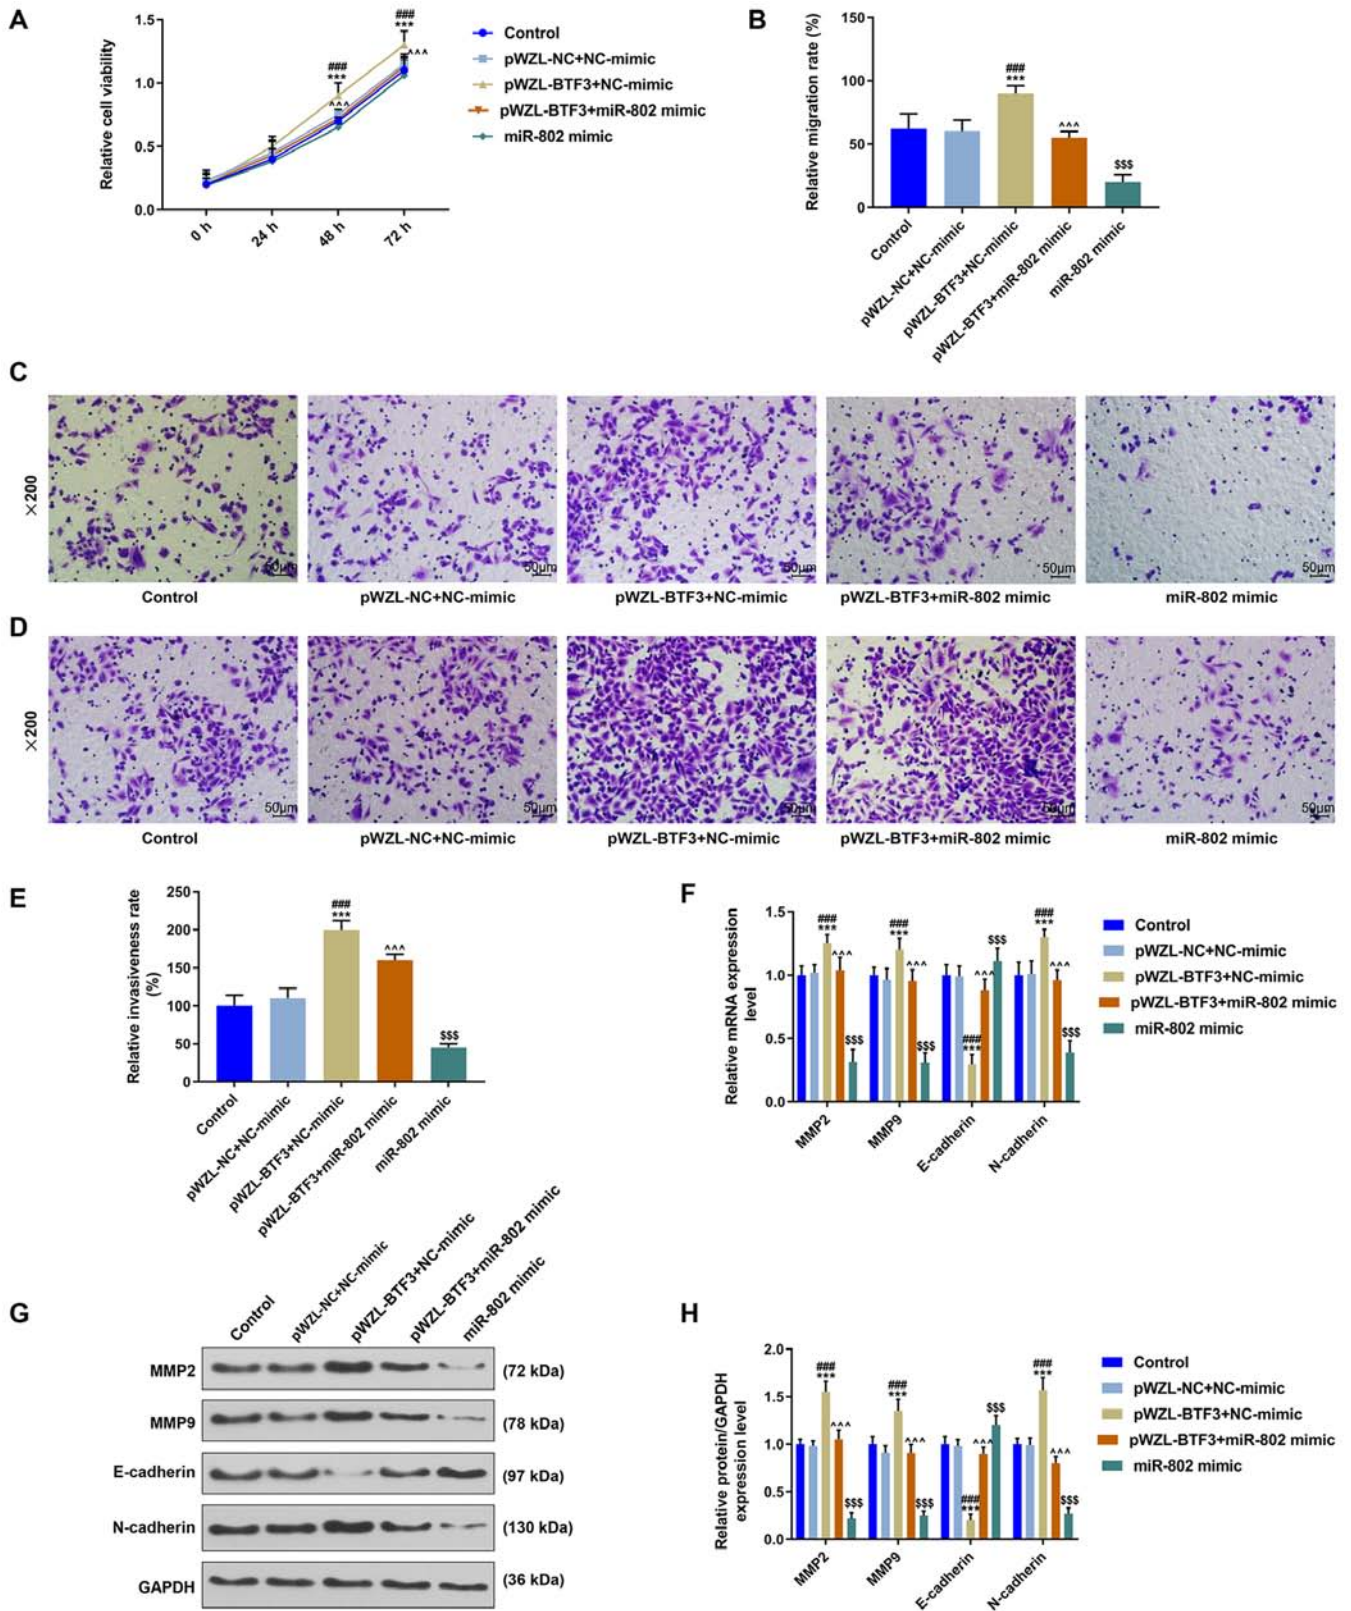 A
1.5
1.0
0.5
0.0
Relative cell viability
###
***
^^^
###
***
^^^
0 h
24 h
48 h
72 h
Control
pWZL-NC+NC-mimic
pWZL-BTF3+NC-mimic
pWZL-BTF3+miR-802 mimic
miR-802 mimic
B
150
100
50
0
Relative migration rate (%)
###
***
^^^
$$$
Control
pWZL-NC+NC-mimic
pWZL-BTF3+NC-mimic
pWZL-BTF3+miR-802 mimic
miR-802 mimic
C
×200
50μm
50μm
50μm
50μm
50μm
Control
pWZL-NC+NC-mimic
pWZL-BTF3+NC-mimic
pWZL-BTF3+miR-802 mimic
miR-802 mimic
D
×200
50μm
50μm
50μm
50μm
50μm
Control
pWZL-NC+NC-mimic
pWZL-BTF3+NC-mimic
pWZL-BTF3+miR-802 mimic
miR-802 mimic
E
250
200
150
100
50
0
Relative invasiveness rate
(%)
###
***
^^^
$$$
Control
pWZL-NC+NC-mimic
pWZL-BTF3+NC-mimic
pWZL-BTF3+miR-802 mimic
miR-802 mimic
F
1.5
1.0
0.5
0.0
Relative mRNA expression
level
###
***
^^^
$$$
###
***
^^^
$$$
###
***
^^^
$$$
###
***
^^^
$$$
MMP2
MMP9
E-cadherin
N-cadherin
Control
pWZL-NC+NC-mimic
pWZL-BTF3+NC-mimic
pWZL-BTF3+miR-802 mimic
miR-802 mimic
G
Control
pWZL-NC+NC-mimic
pWZL-BTF3+NC-mimic
pWZL-BTF3+miR-802 mimic
miR-802 mimic
MMP2 (72 kDa)
MMP9 (78 kDa)
E-cadherin (97 kDa)
N-cadherin (130 kDa)
GAPDH (36 kDa)
H
2.0
1.5
1.0
0.5
0.0
Relative protein/GAPDH
expression level
###
***
^^^
$$$
###
***
^^^
$$$
###
***
^^^
$$$
###
***
^^^
$$$
MMP2
MMP9
E-cadherin
N-cadherin
Control
pWZL-NC+NC-mimic
pWZL-BTF3+NC-mimic
pWZL-BTF3+miR-802 mimic
miR-802 mimic